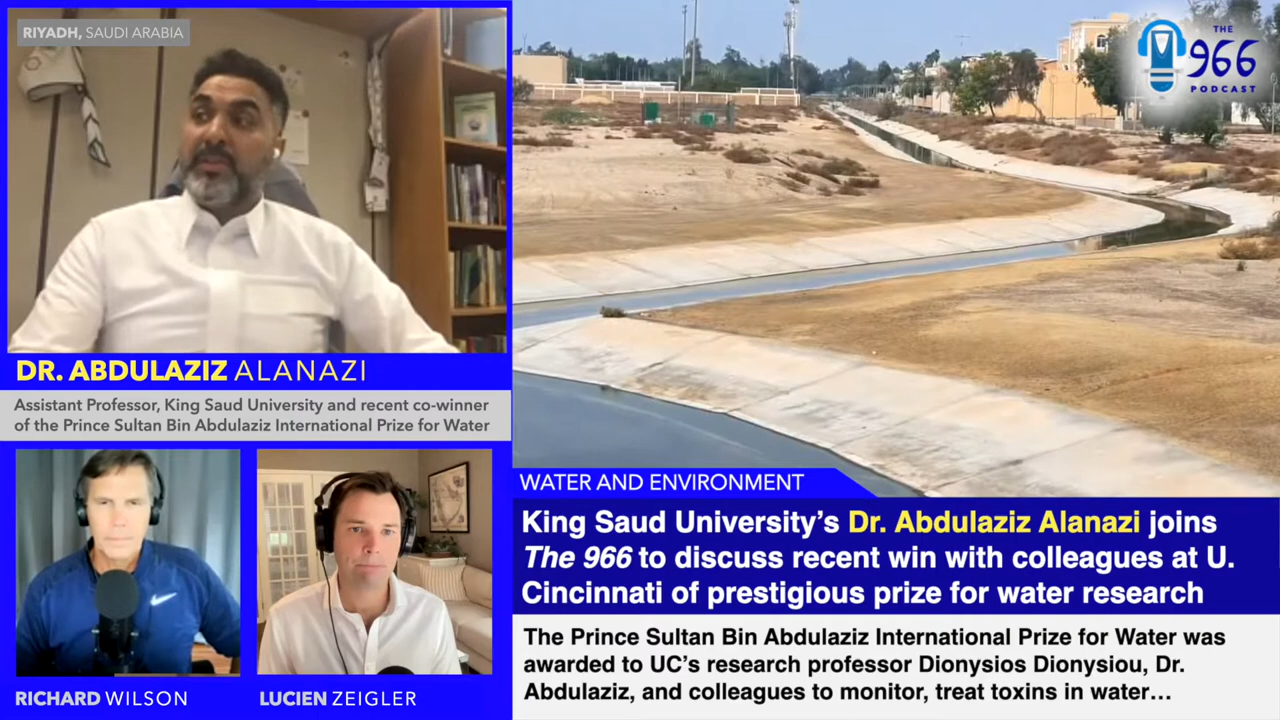 RIYADH, SAUDI ARABIA
DR. ABDULAZIZ ALANAZI
Assistant Professor, King Saud University and recent co-winner
of the Prince Sultan Bin Abdulaziz International Prize for Water
RICHARD WILSON
LUCIEN ZEIGLER
THE
966
PODCAST
WATER AND ENVIRONMENT
King Saud University’s Dr. Abdulaziz Alanazi joins
The 966 to discuss recent win with colleagues at U.
Cincinnati of prestigious prize for water research
The Prince Sultan Bin Abdulaziz International Prize for Water was
awarded to UC’s research professor Dionysios Dionysiou, Dr.
Abdulaziz, and colleagues to monitor, treat toxins in water…